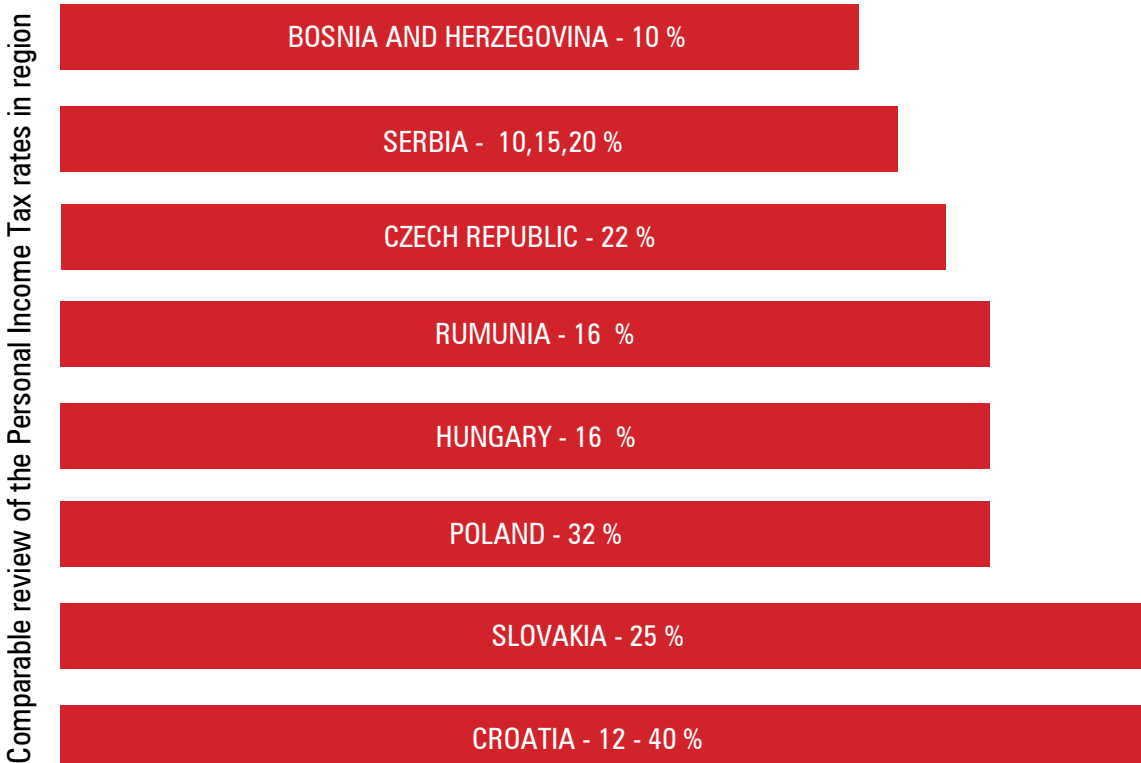 Comparable review of the Personal Income Tax rates in region
BOSNIA AND HERZEGOVINA - 10 %
SERBIA - 10,15,20 %
CZECH REPUBLIC - 22 %
RUMUNIA - 16 %
HUNGARY - 16 %
POLAND - 32 %
SLOVAKIA - 25 %
CROATIA - 12 - 40 %